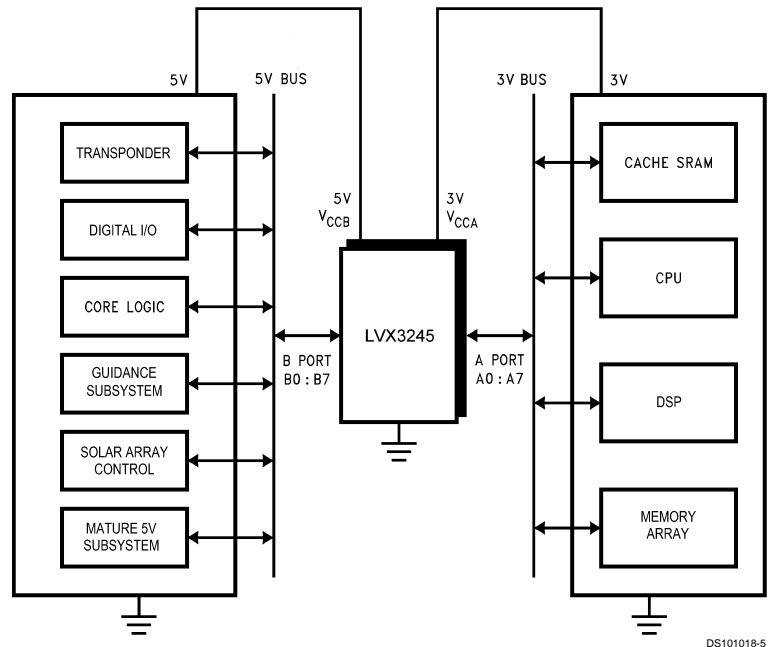 5V
5V BUS
3V BUS
3V
TRANSPONDER
DIGITAL I/O
CORE LOGIC
GUIDANCE
SUBSYSTEM
SOLAR ARRAY
CONTROL
MATURE 5V
SUBSYSTEM
5V
VCCB
3V
VCCA
LVX3245
B PORT
B0:B7
A PORT
A0:A7
CACHE SRAM
CPU
DSP
MEMORY
ARRAY
DS101018-5